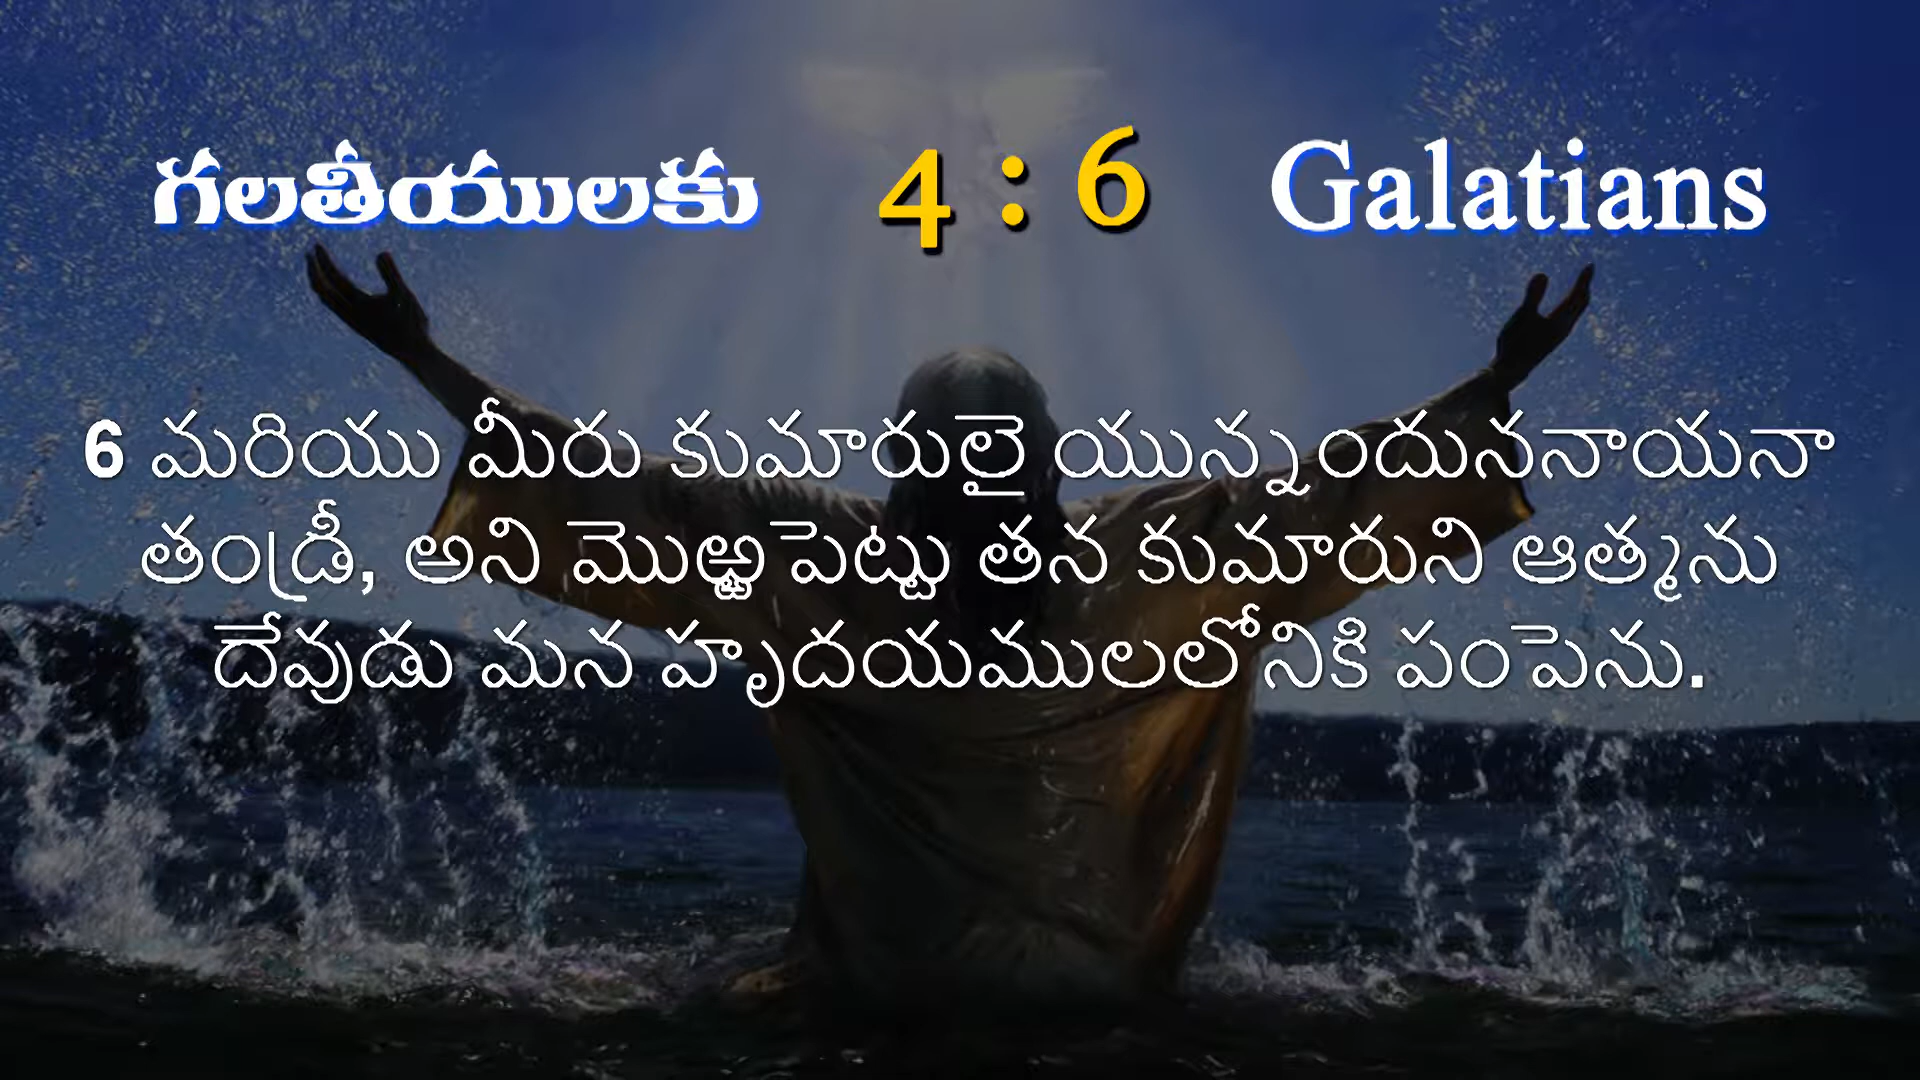 గలతీయులకు 4 : 6 Galatians
6 మరియు మీరు కుమారులై యున్నందుననాయనా
తండ్రీ, అని మొఱ్ఱపెట్టు తన కుమారుని ఆత్మను
దేవుడు మన హృదయములలోనికి పంపెను.